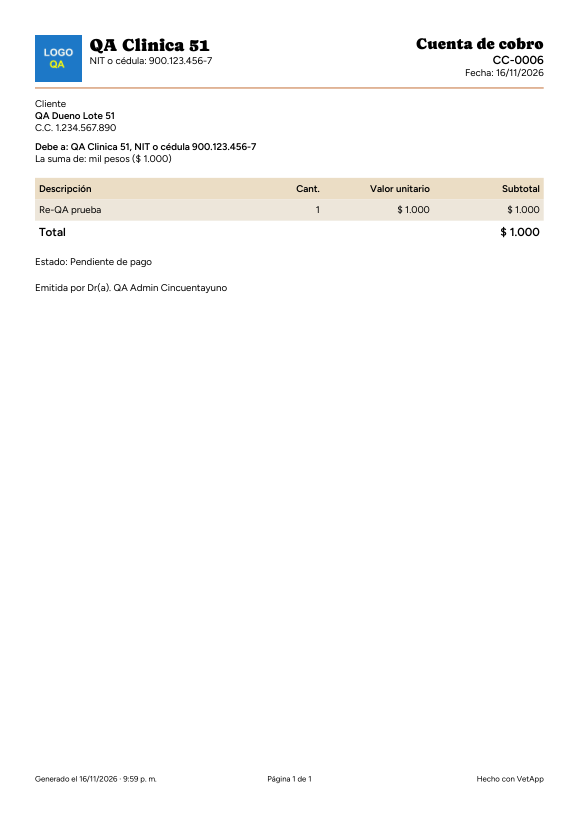 LOGO
QA
QA Clinica 51
NIT o cédula: 900.123.456-7
Cuenta de cobro
CC-0006
Fecha: 16/11/2026
Cliente
QA Dueno Lote 51
C.C. 1.234.567.890
Debe a: QA Clinica 51, NIT o cédula 900.123.456-7
La suma de: mil pesos ($ 1.000)
Descripción Cant. Valor unitario Subtotal
Re-QA prueba 1 $ 1.000 $ 1.000
Total $ 1.000
Estado: Pendiente de pago
Emitida por Dr(a). QA Admin Cincuentayuno
Generado el 16/11/2026 · 9:59 p. m. Página 1 de 1 Hecho con VetApp